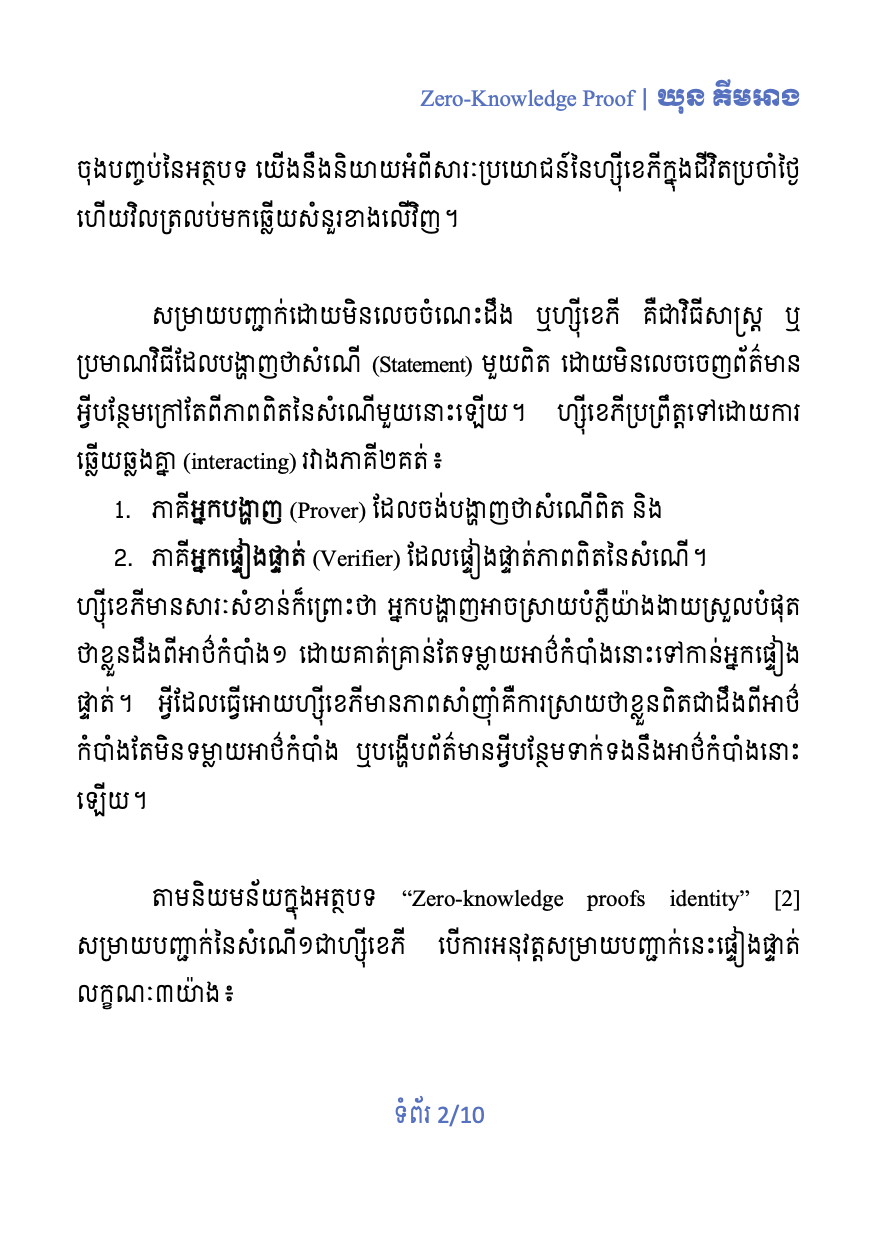 Zero-Knowledge Proof | ឃុន គីមអាង
ចុងបញ្ចប់នៃអត្ថបទ យើងនឹងនិយាយអំពីសារៈប្រយោជន៍នៃហ្ស៊ីខេភីក្នុងជីវិតប្រចាំថ្ងៃ
ហើយវិលត្រលប់មកឆ្លើយសំនួរខាងលើវិញ។
សម្រាយបញ្ជាក់ដោយមិនលេចចំណេះដឹង ឬហ្ស៊ីខេភី គឺជាវិធីសាស្ត្រ ឬ
ប្រមាណវិធីដែលបង្ហាញថាសំណើ (Statement) មួយពិត ដោយមិនលេចចេញព័ត៌មាន
អ្វីបន្ថែមក្រៅតែពីភាពពិតនៃសំណើមួយនោះឡើយ។ ហ្ស៊ីខេភីប្រព្រឹត្តទៅដោយការ
ឆ្លើយឆ្លងគ្នា (interacting) រវាងភាគី២គត់៖
1. ភាគីអ្នកបង្ហាញ (Prover) ដែលចង់បង្ហាញថាសំណើពិត និង
2. ភាគីអ្នកផ្ទៀងផ្ទាត់ (Verifier) ដែលផ្ទៀងផ្ទាត់ភាពពិតនៃសំណើ។
ហ្ស៊ីខេភីមានសារៈសំខាន់ក៏ព្រោះថា អ្នកបង្ហាញអាចស្រាយបំភ្លឺយ៉ាងងាយស្រួលបំផុត
ថាខ្លួនដឹងពីអាថ៌កំបាំង១ ដោយគាត់គ្រាន់តែទម្លាយអាថ៌កំបាំងនោះទៅកាន់អ្នកផ្ទៀង
ផ្ទាត់។ អ្វីដែលធ្វើអោយហ្ស៊ីខេភីមានភាពសាំញ៉ាំគឺការស្រាយថាខ្លួនពិតជាដឹងពីអាថ៌
កំបាំងតែមិនទម្លាយអាថ៌កំបាំង ឬបង្ហើបព័ត៌មានអ្វីបន្ថែមទាក់ទងនឹងអាថ៌កំបាំងនោះ
ឡើយ។
តាមនិយមន័យក្នុងអត្ថបទ “Zero-knowledge proofs identity” [2]
សម្រាយបញ្ជាក់នៃសំណើ១ជាហ្ស៊ីខេភី បើការអនុវត្តសម្រាយបញ្ជាក់នេះផ្ទៀងផ្ទាត់
លក្ខណៈ៣យ៉ាង៖
ទំព័រ 2/10